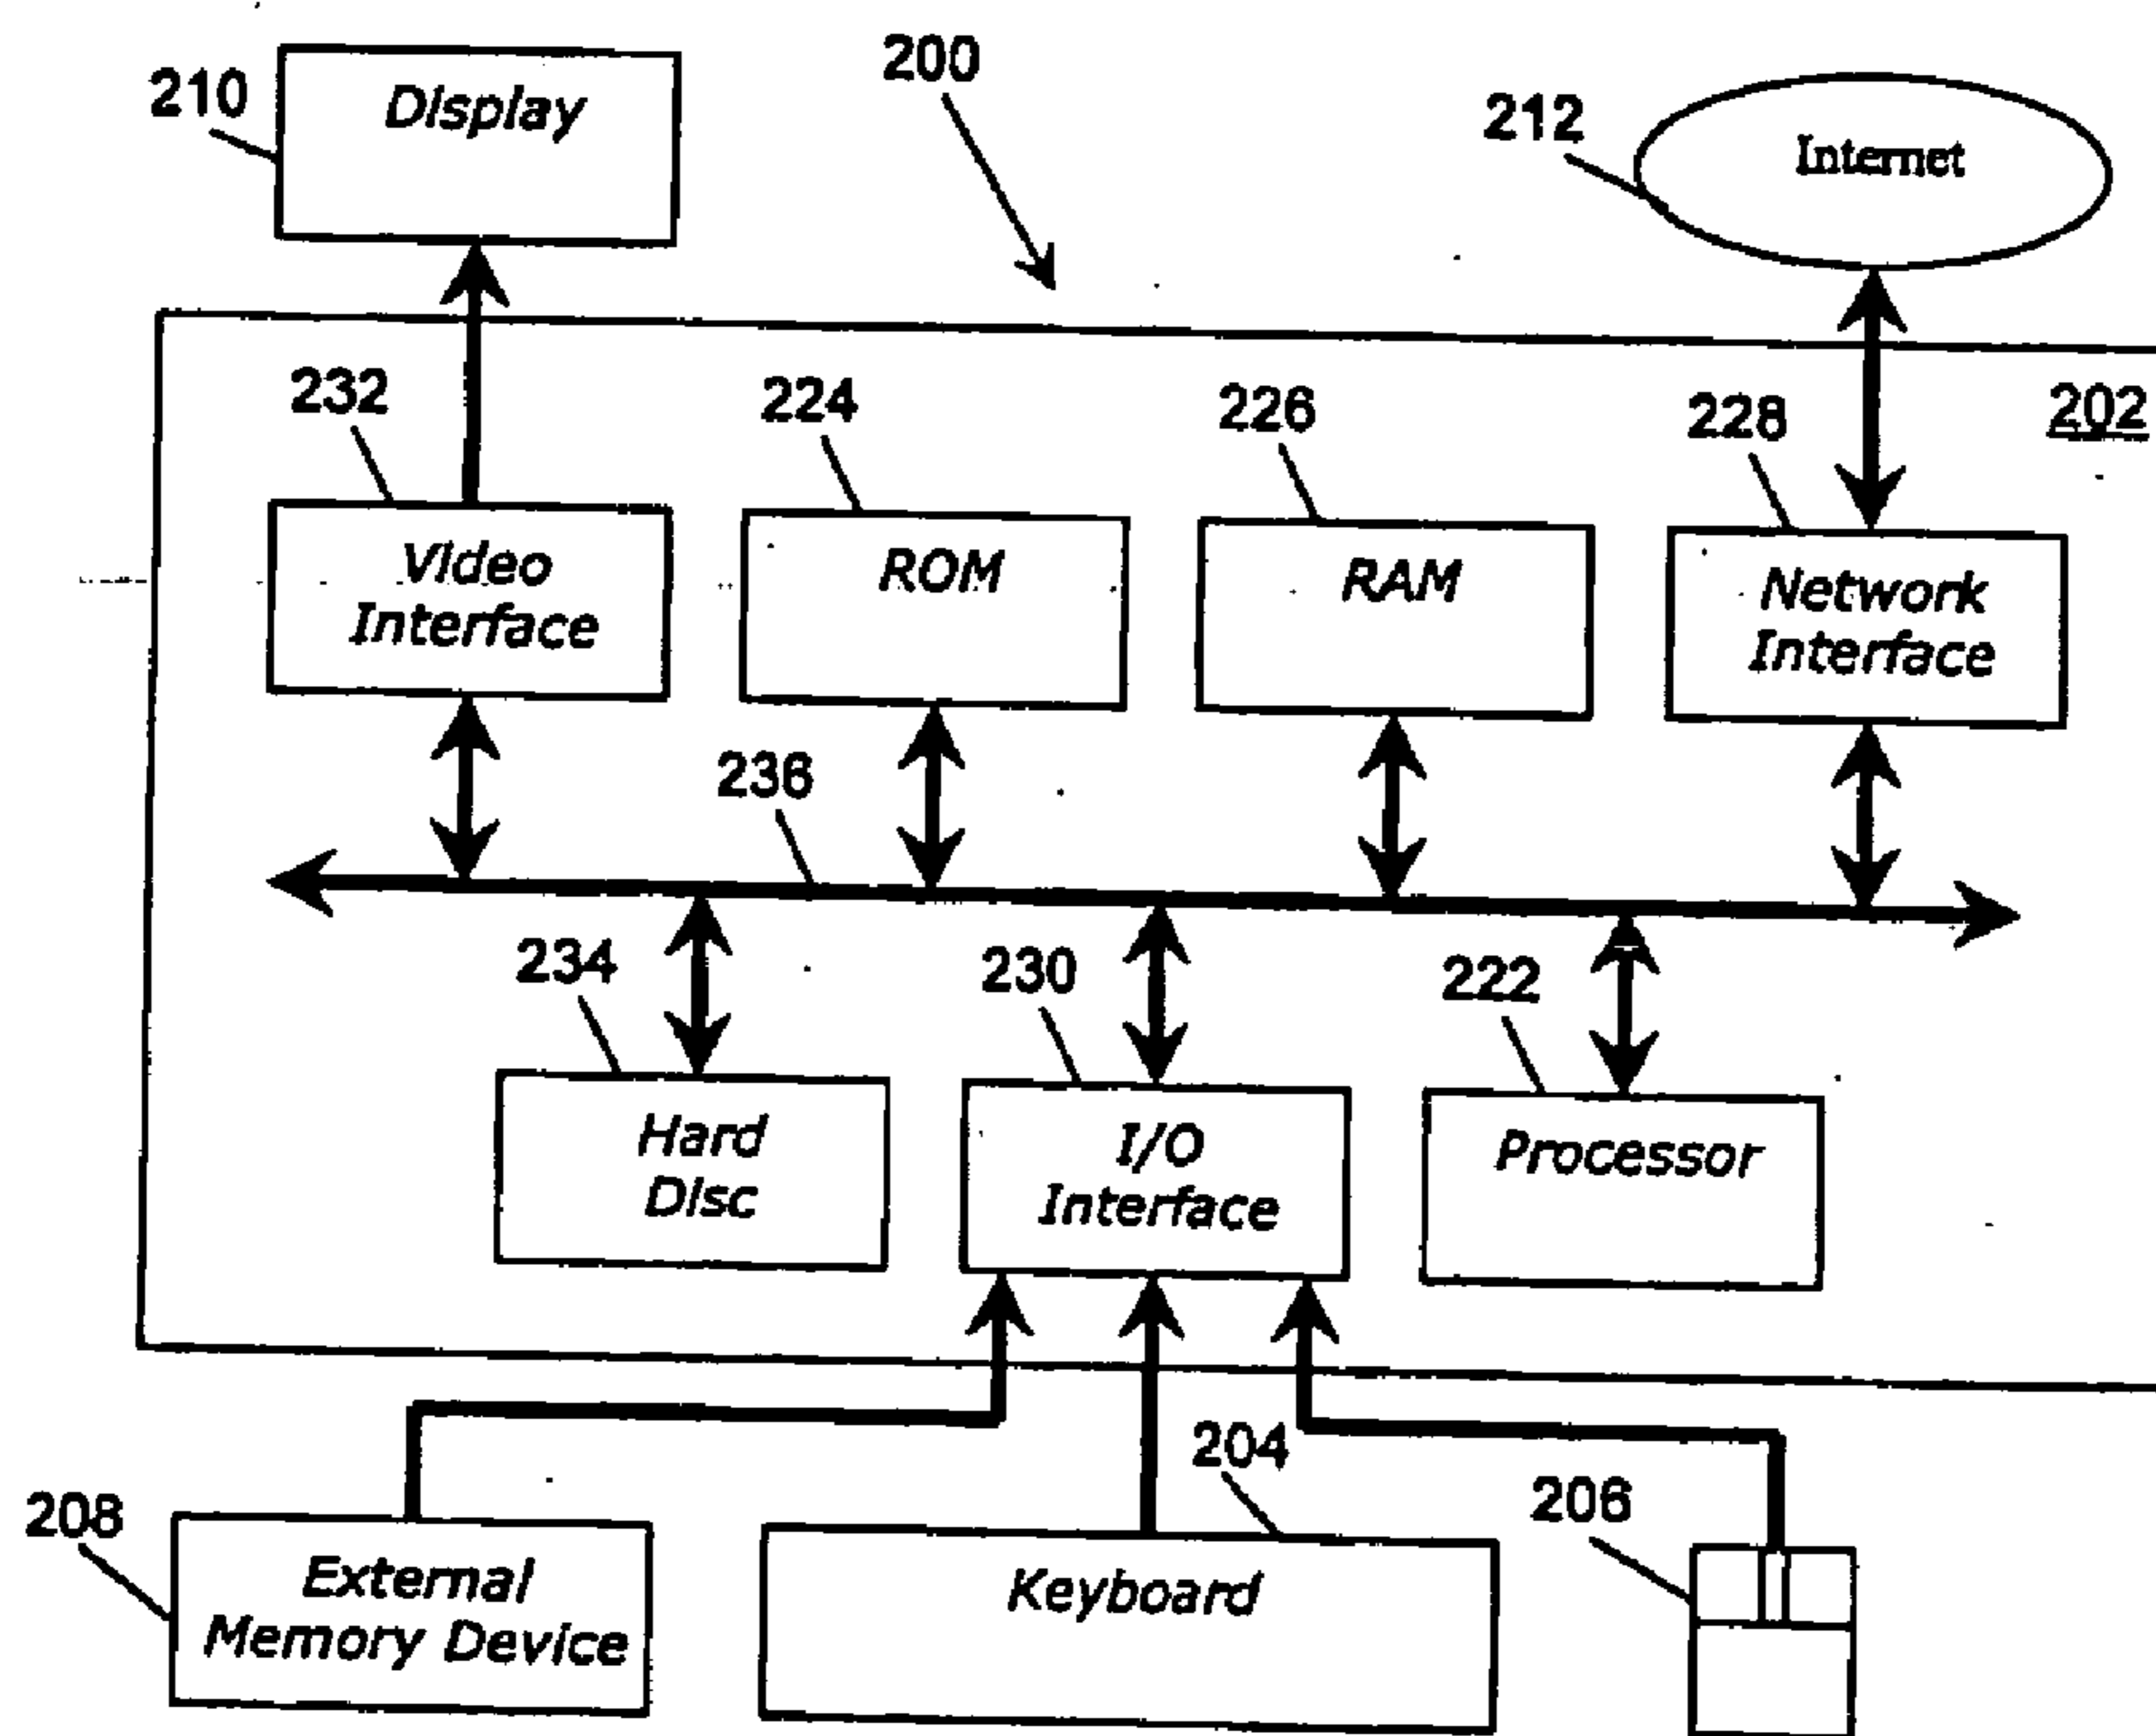 210
Display
200
212
Internet
202
232
224
226
228
Video
Interface
ROM
RAM
Network
Interface
236
234
230
222
Hard
Disc
I/O
Interface
Processor
204
208
206
External
Memory Device
Keyboard